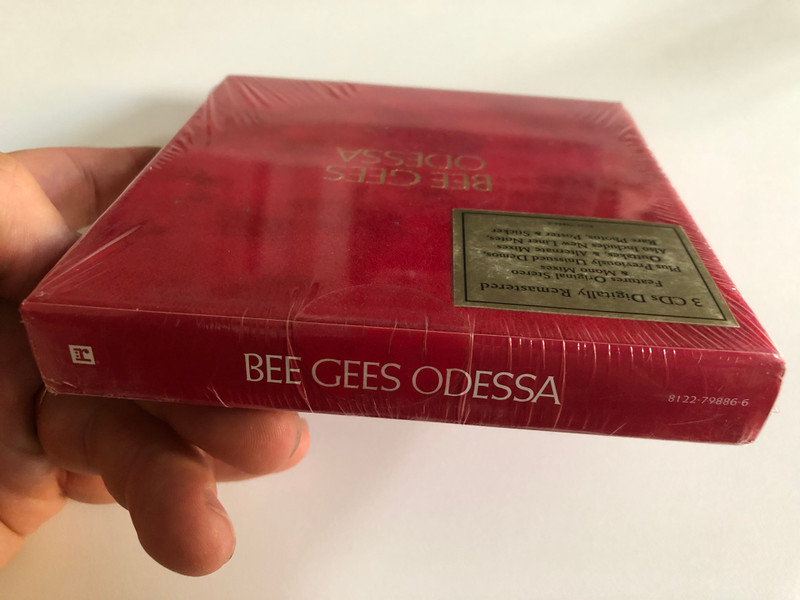 BEE GEES
ODESSA
3 CDs Digitally Remastered
Features Original Stereo
& Mono Mixes
Plus Previously Unissued Demos,
Outtakes, & Alternate Mixes
Also Includes New Liner Notes,
Rare Photos, Poster & Sticker
BEE GEES ODESSA
8122-79886-6